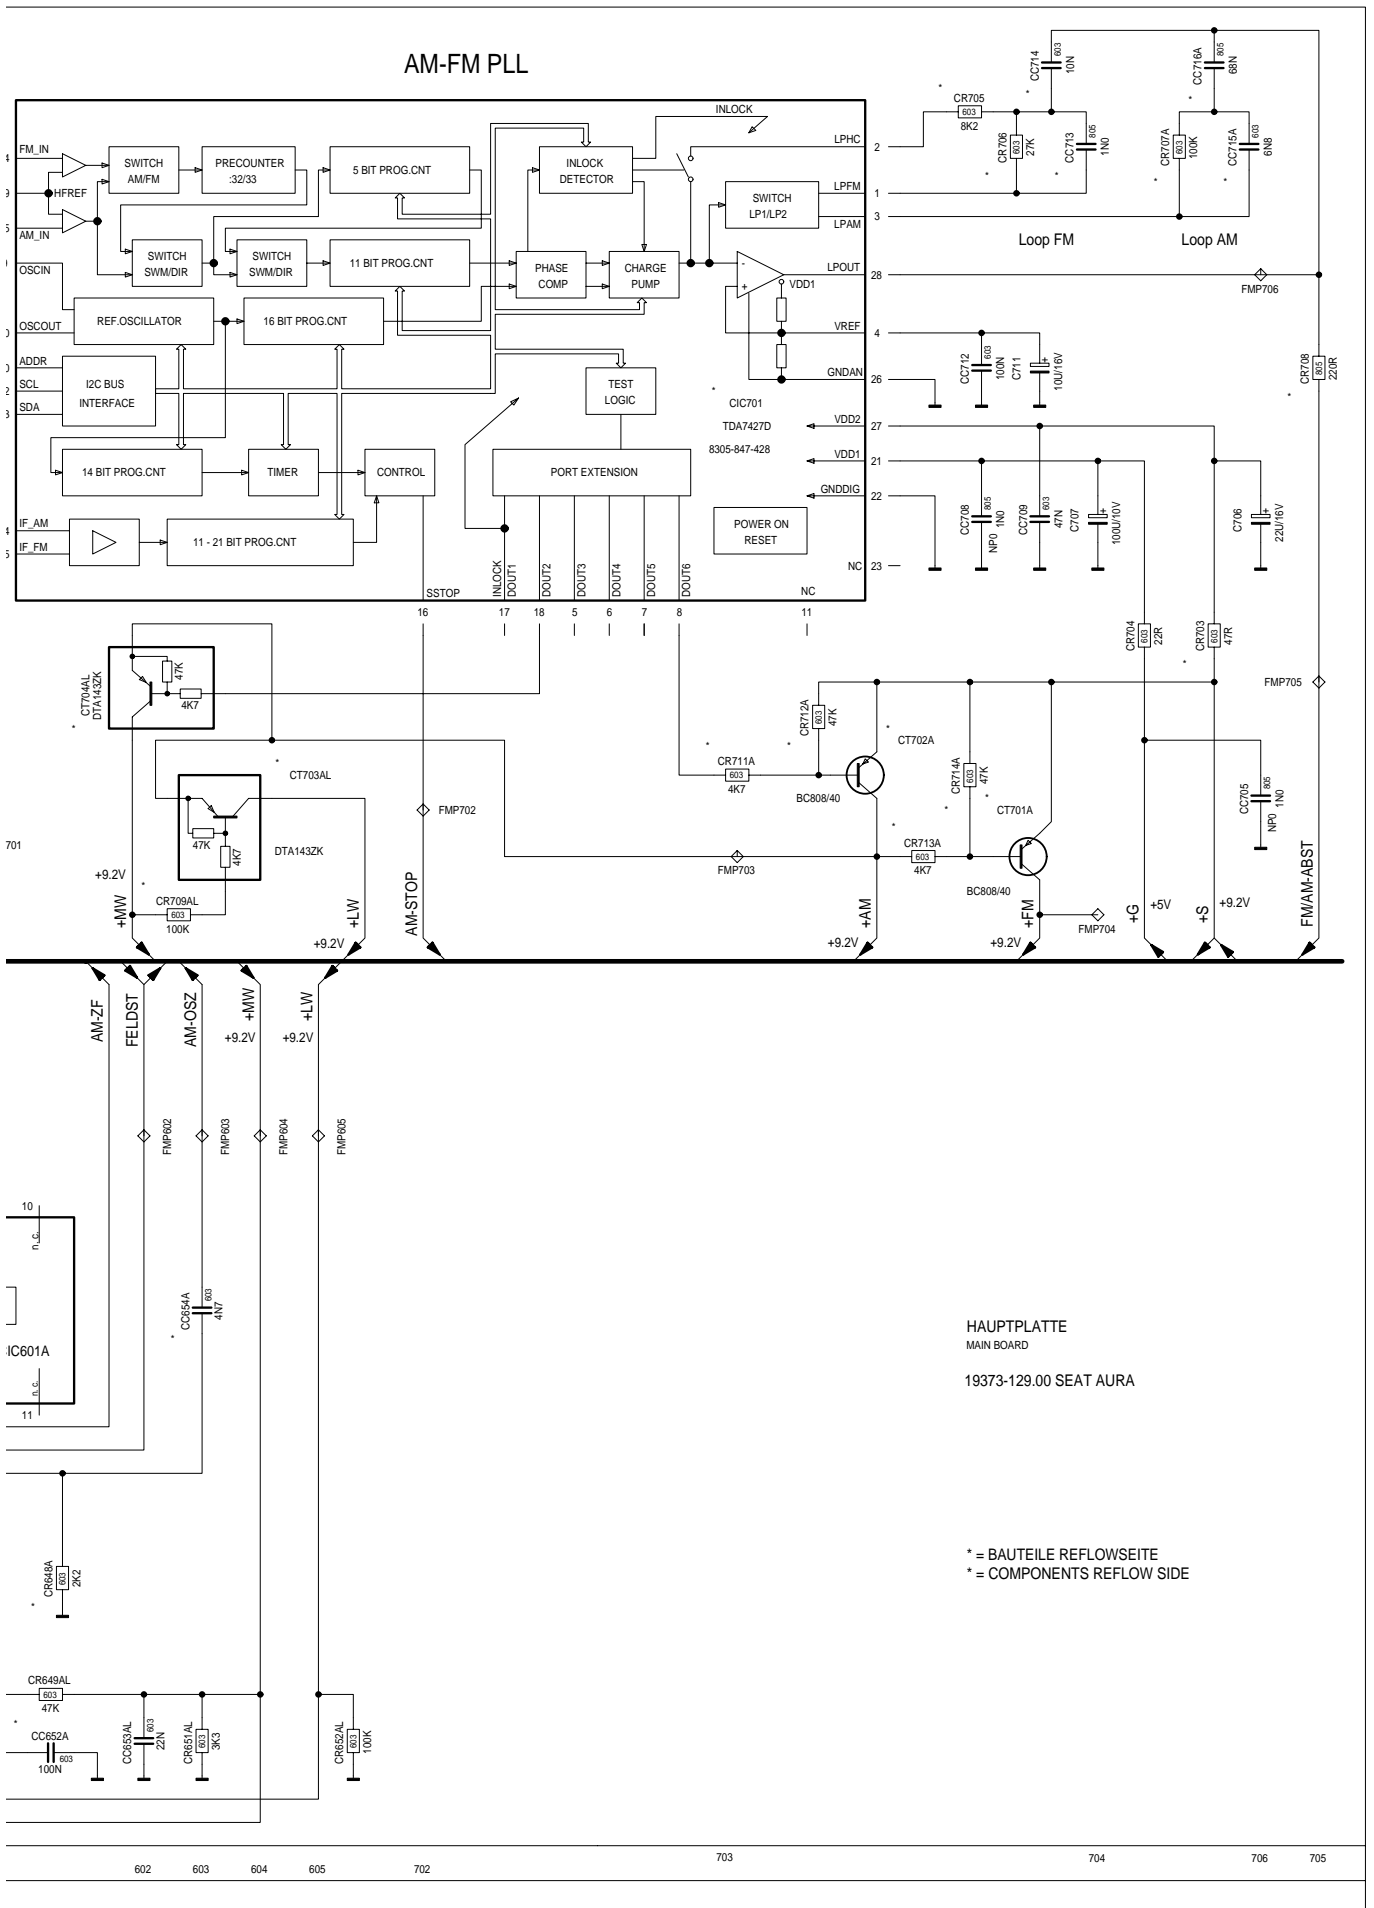 AM-FM PLL
CC714
603
10N
CC716A
805
68N
CR705
603
8K2
CR706
603
27K
CC713
805
1N0
CR707A
603
100K
CC715A
603
6N8
INLOCK
FM_IN
HFREF
AM_IN
OSCIN
OSCOUT
ADDR
SCL
SDA
IF_AM
IF_FM
SWITCH
AM/FM
PRECOUNTER
:32/33
5 BIT PROG.CNT
INLOCK
DETECTOR
SWITCH
LP1/LP2
SWITCH
SWM/DIR
SWITCH
SWM/DIR
11 BIT PROG.CNT
PHASE
COMP
CHARGE
PUMP
REF.OSCILLATOR
16 BIT PROG.CNT
I2C BUS
INTERFACE
TEST
LOGIC
14 BIT PROG.CNT
TIMER
CONTROL
PORT EXTENSION
11 - 21 BIT PROG.CNT
POWER ON
RESET
VDD1
-
+
CIC701
TDA7427D
8305-847-428
LPHC
2
LPFM
1
3
LPAM
LPOUT
28
VREF
4
GNDAN
26
VDD2
27
VDD1
21
GNDDIG
22
NC
23
Loop FM
Loop AM
FMP706
CC712
603
100N
C711
+
10U/16V
CR708
805
220R
CC708
805
1N0
NP0
CC709
603
47N
C707
+
100U/10V
C706
+
22U/16V
SSTOP
16
INLOCK
DOUT1
17
DOUT2
18
DOUT3
5
DOUT4
6
DOUT5
7
DOUT6
8
NC
11
CT704AL
DTA143ZK
47K
4K7
CT703AL
DTA143ZK
47K
4K7
CR709AL
603
100K
FMP702
CR704
603
22R
CR703
603
47R
FMP705
CR712A
603
47K
CR711A
603
4K7
CT702A
BC808/40
CR714A
603
47K
CT701A
BC808/40
CR713A
603
4K7
FMP703
FMP704
CC705
805
1N0
NP0
701
+9.2V
+MW
+LW
+9.2V
AM-STOP
+AM
+9.2V
+FM
+9.2V
+G
+5V
+S
+9.2V
FM/AM-ABST
AM-ZF
FELDST
AM-OSZ
+MW
+9.2V
+LW
+9.2V
FMP602
FMP603
FMP604
FMP605
10
n.c.
IC601A
n.c.
11
CC654A
603
4N7
HAUPTPLATTE
MAIN BOARD
19373-129.00 SEAT AURA
CR648A
603
2K2
* = BAUTEILE REFLOWSEITE
* = COMPONENTS REFLOW SIDE
CR649AL
603
47K
CC652A
603
100N
CC653AL
603
22N
CR651AL
603
3K3
CR652AL
603
100K
602 603 604 605 702 703 704 706 705